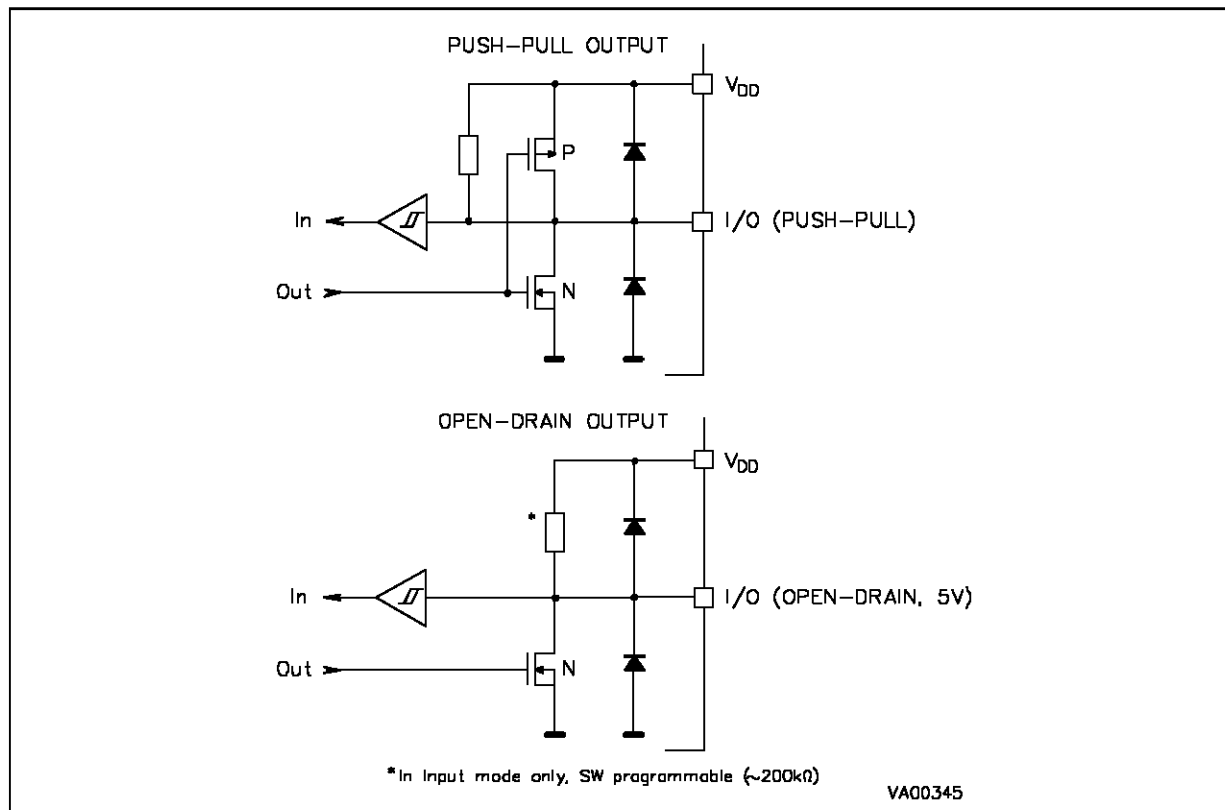 PUSH-PULL OUTPUT
VDD
P
In
I/O (PUSH-PULL)
Out
N
OPEN-DRAIN OUTPUT
VDD
*
In
I/O (OPEN-DRAIN, 5V)
Out
N
*In Input mode only, SW programmable (~200kΩ)
VA00345